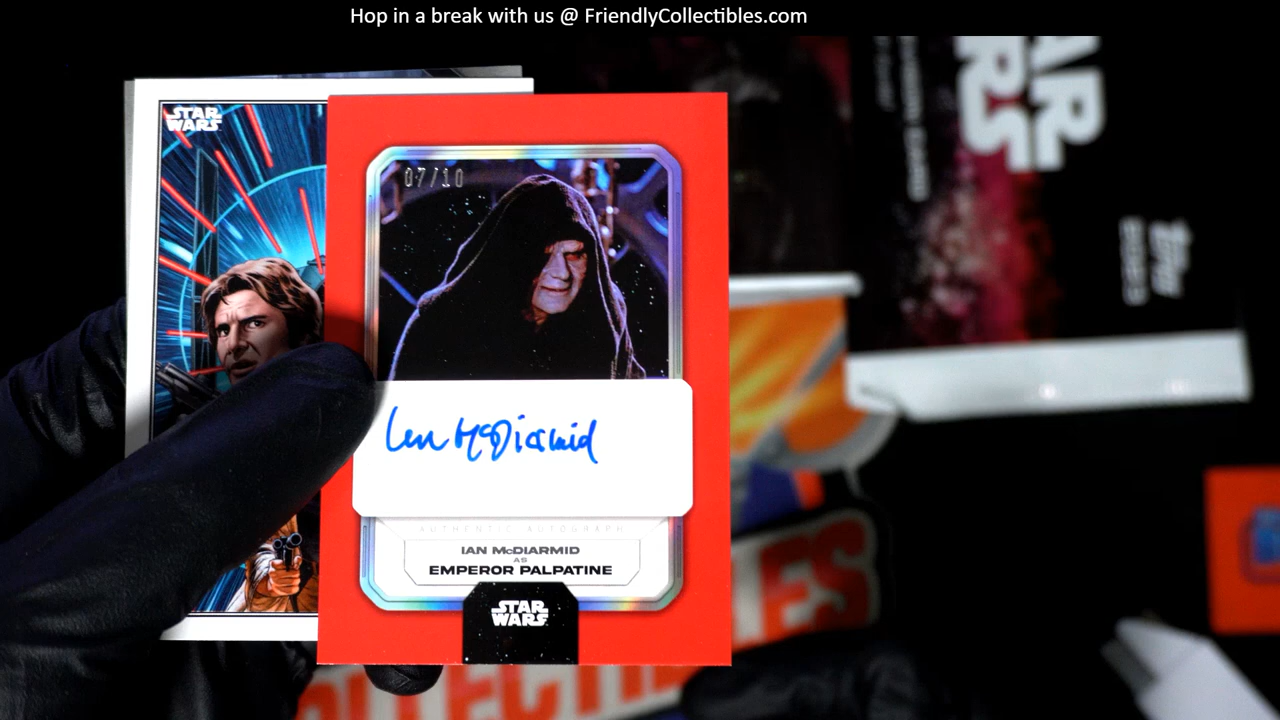 Hop in a break with us @ FriendlyCollectibles.com
STAR
WARS
07/10
Ian McDiarmid
AUTHENTIC AUTOGRAPH
IAN McDIARMID
AS
EMPEROR PALPATINE
STAR
WARS